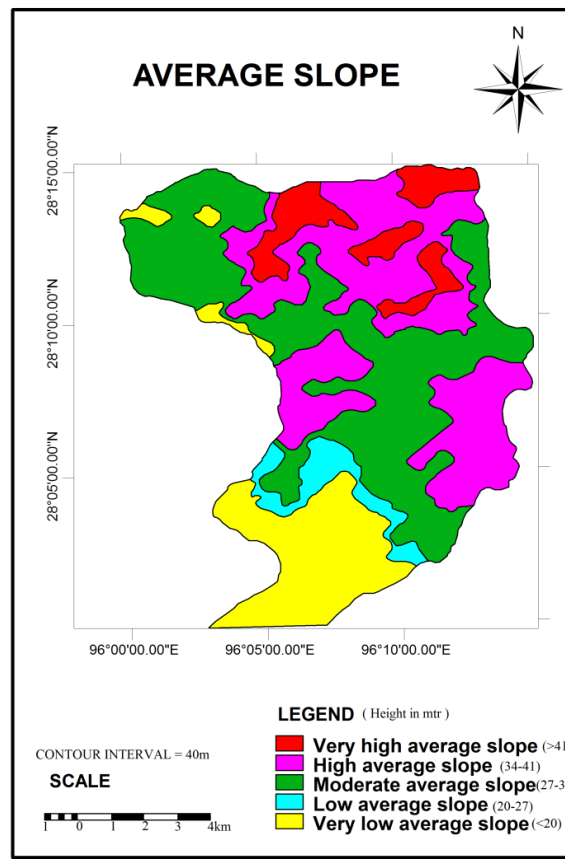 N
AVERAGE SLOPE
28°15'00.00"N
28°10'00.00"N
28°05'00.00"N
96°00'00.00"E 96°05'00.00"E 96°10'00.00"E
LEGEND ( Height in mtr )
Very high average slope (>41
High average slope (34-41)
Moderate average slope (27-3
Low average slope (20-27)
Very low average slope (<20)
CONTOUR INTERVAL = 40m
SCALE
1 0 2 3 4km